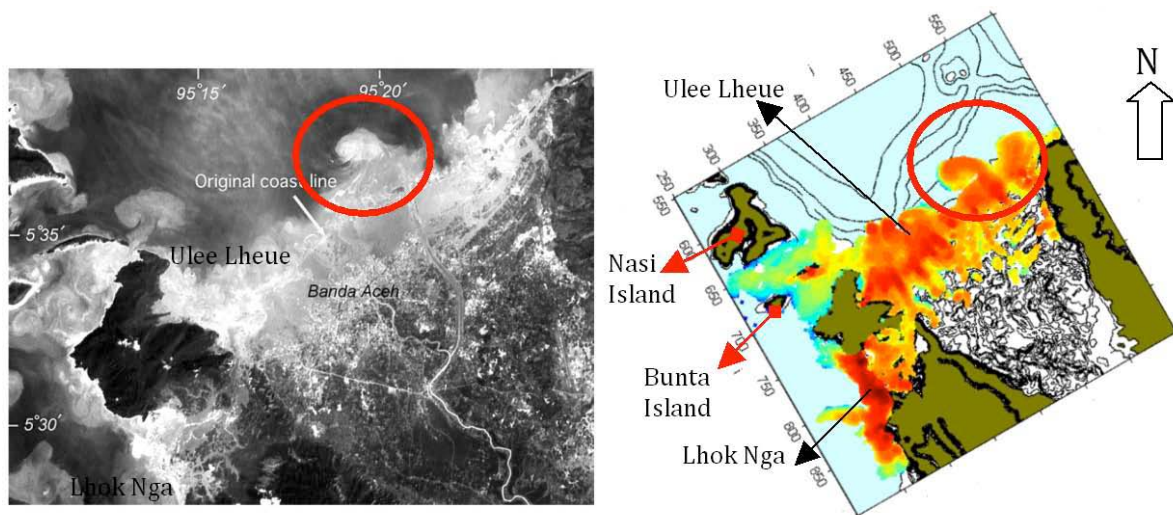 95°15′
95°20′
Original coast line
5°35′
Ulee Lheue
Banda Aceh
5°30′
Lhok Nga
Ulee Lheue
N
550
500
450
400
350
300
250
550
600
650
700
750
800
850
Nasi
Island
Bunta
Island
Lhok Nga